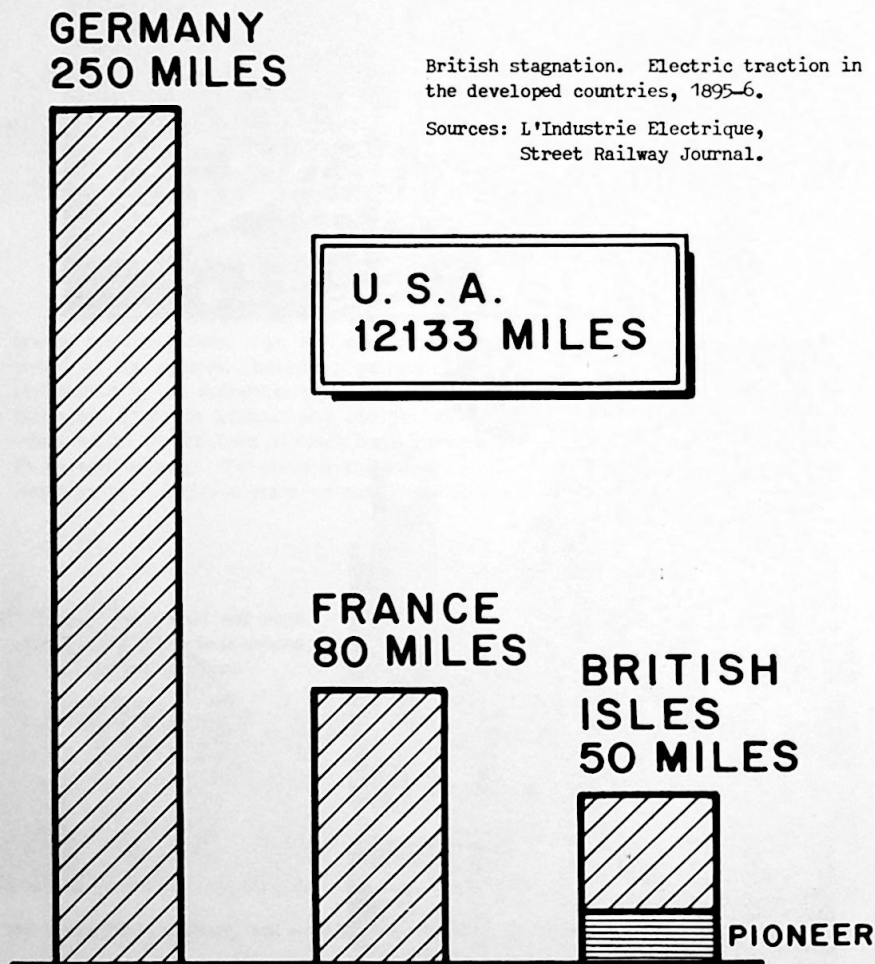 GERMANY
250 MILES
British stagnation. Electric traction in
the developed countries, 1895-6.
Sources: L'Industrie Electrique,
Street Railway Journal.
U.S.A.
12133 MILES
FRANCE
80 MILES
BRITISH
ISLES
50 MILES
PIONEER